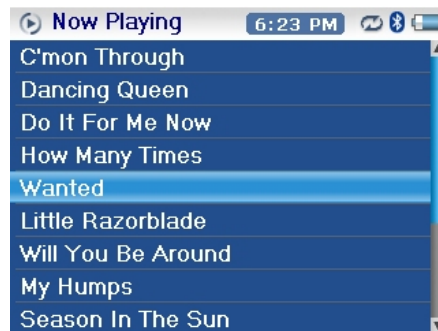 Now Playing 6:23 PM
C'mon Through
Dancing Queen
Do It For Me Now
How Many Times
Wanted
Little Razorblade
Will You Be Around
My Humps
Season In The Sun